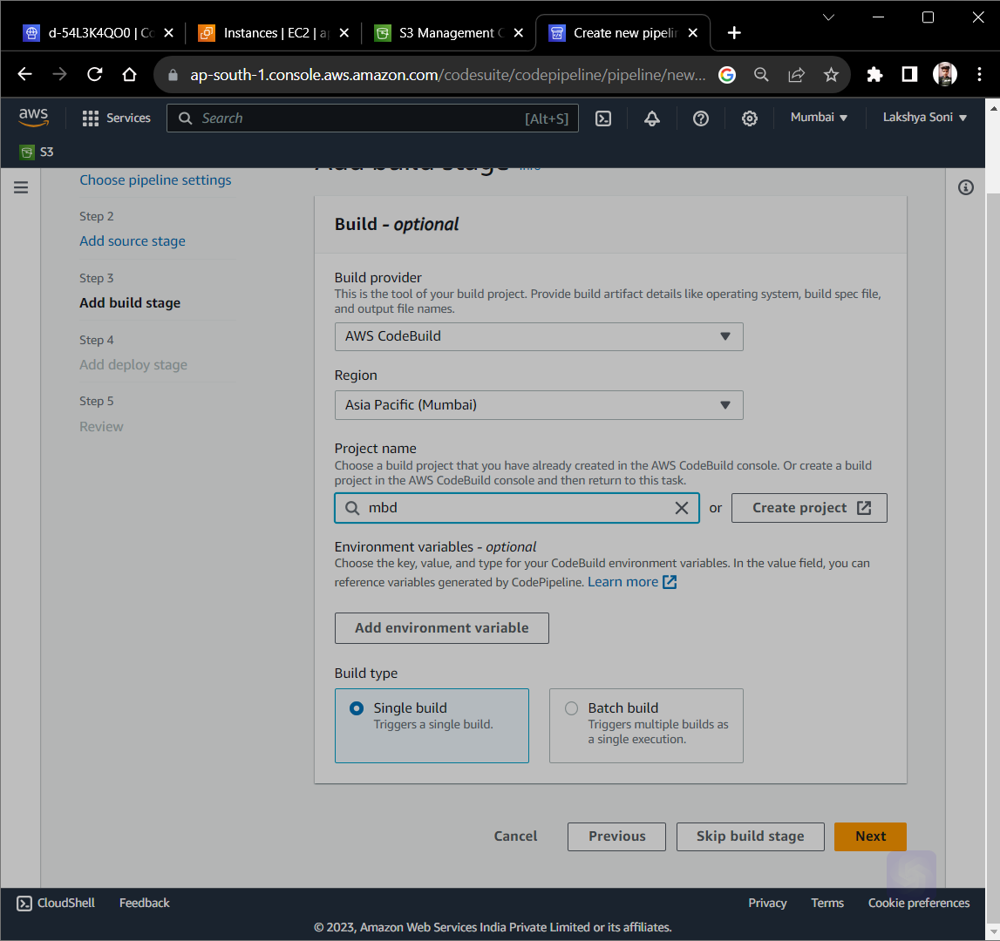 d-54L3K4QO0 | Co
Instances | EC2 | a
S3 Management C
Create new pipelin
ap-south-1.console.aws.amazon.com/codesuite/codepipeline/pipeline/new...
aws
Services
Search
[Alt+S]
Mumbai
Lakshya Soni
S3
Choose pipeline settings
Step 2
Add source stage
Step 3
Add build stage
Step 4
Add deploy stage
Step 5
Review
Add build stage Info
Build - optional
Build provider
This is the tool of your build project. Provide build artifact details like operating system, build spec file,
and output file names.
AWS CodeBuild
Region
Asia Pacific (Mumbai)
Project name
Choose a build project that you have already created in the AWS CodeBuild console. Or create a build
project in the AWS CodeBuild console and then return to this task.
mbd
or
Create project
Environment variables - optional
Choose the key, value, and type for your CodeBuild environment variables. In the value field, you can
reference variables generated by CodePipeline. Learn more
Add environment variable
Build type
Single build
Triggers a single build.
Batch build
Triggers multiple builds as
a single execution.
Cancel
Previous
Skip build stage
Next
CloudShell
Feedback
Privacy
Terms
Cookie preferences
© 2023, Amazon Web Services India Private Limited or its affiliates.